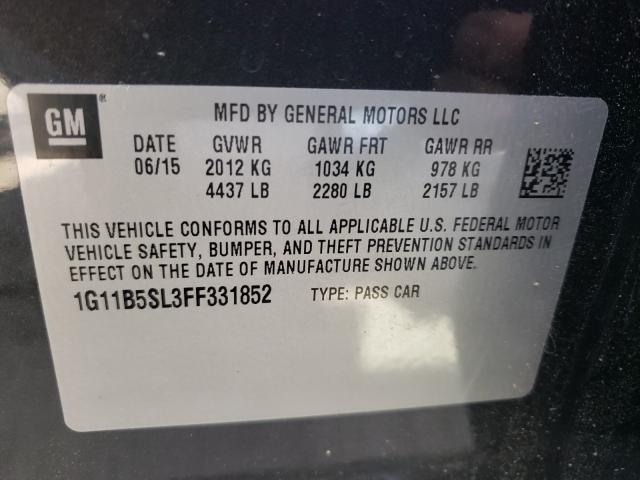 GM ®
MFD BY GENERAL MOTORS LLC
DATE GVWR GAWR FRT GAWR RR
06/15 2012 KG 1034 KG 978 KG
4437 LB 2280 LB 2157 LB
THIS VEHICLE CONFORMS TO ALL APPLICABLE U.S. FEDERAL MOTOR
VEHICLE SAFETY, BUMPER, AND THEFT PREVENTION STANDARDS IN
EFFECT ON THE DATE OF MANUFACTURE SHOWN ABOVE.
1G11B5SL3FF331852 TYPE: PASS CAR